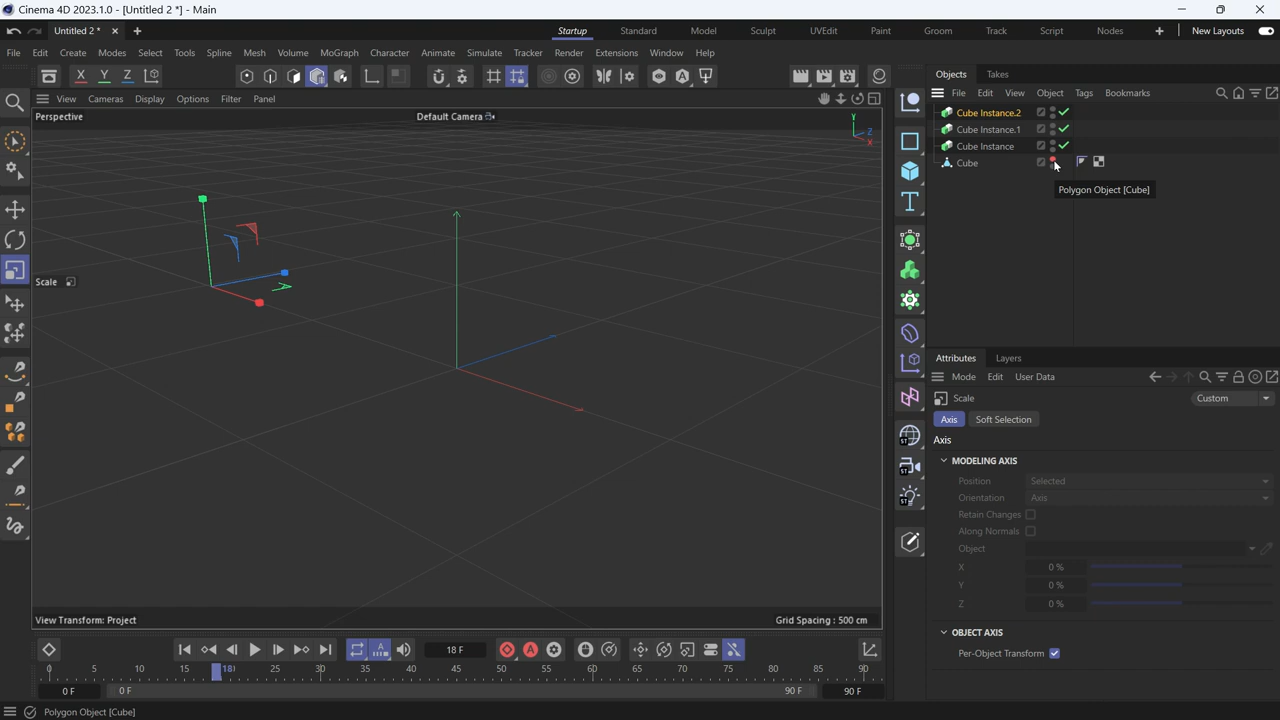 Cinema 4D 2023.1.0 - [Untitled 2 *] - Main
Untitled 2 * Startup Standard Model Sculpt UVEdit Paint Groom Track Script Nodes New Layouts
File Edit Create Modes Select Tools Spline Mesh Volume MoGraph Character Animate Simulate Tracker Render Extensions Window Help
X Y Z
Objects Takes
View Cameras Display Options Filter Panel
File Edit View Object Tags Bookmarks
Perspective Default Camera
Y
Z
X
Cube Instance.2
Cube Instance.1
Cube Instance
Cube
Polygon Object [Cube]
Scale
Attributes Layers
Mode Edit User Data
Scale Custom
Axis Soft Selection
Axis
MODELING AXIS
Position Selected
Orientation Axis
Retain Changes
Along Normals
Object
X 0 %
Y 0 %
Z 0 %
OBJECT AXIS
Per-Object Transform
View Transform: Project Grid Spacing : 500 cm
18 F
0 5 10 15 18 25 30 35 40 45 50 55 60 65 70 75 80 85 90
0 F 0 F 90 F 90 F
Polygon Object [Cube]